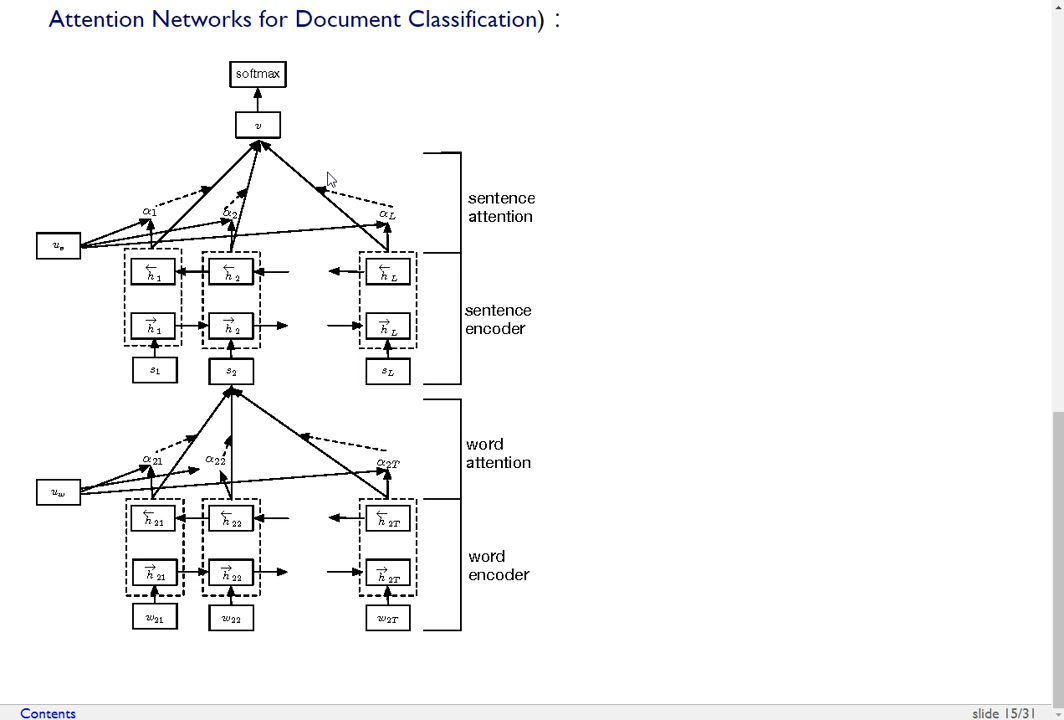 Attention Networks for Document Classification) :
softmax
v
α1 α2 αL
sentence
attention
us
h1 h2 hL
sentence
encoder
h1 h2 hL
s1 s2 sL
word
attention
α21 α22 α2T
uw
h21 h22 h2T
word
encoder
h21 h22 h2T
w21 w22 w2T
Contents
slide 15/31